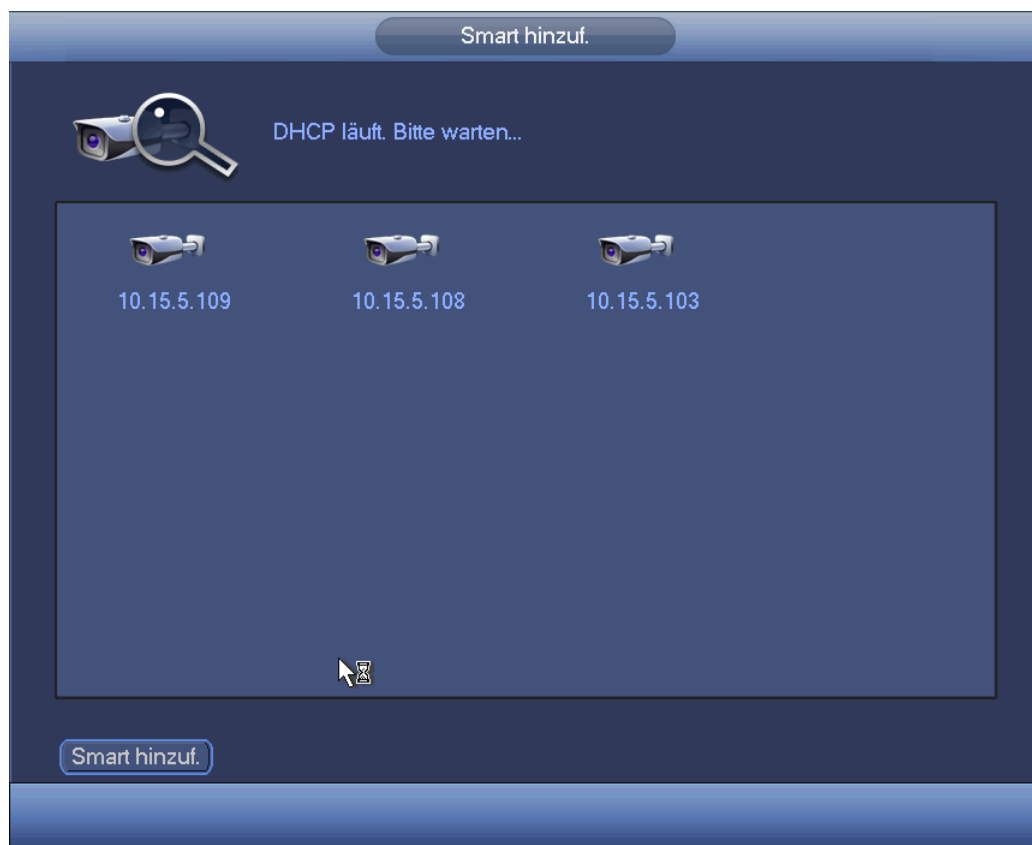 Smart hinzuf.
DHCP läuft. Bitte warten...
10.15.5.109
10.15.5.108
10.15.5.103
Smart hinzuf.